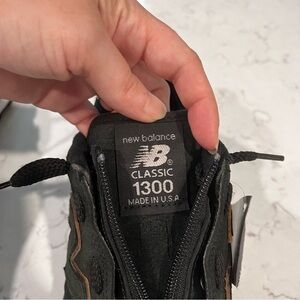 new balance
NB®
CLASSIC
1300
MADE IN U.S.A